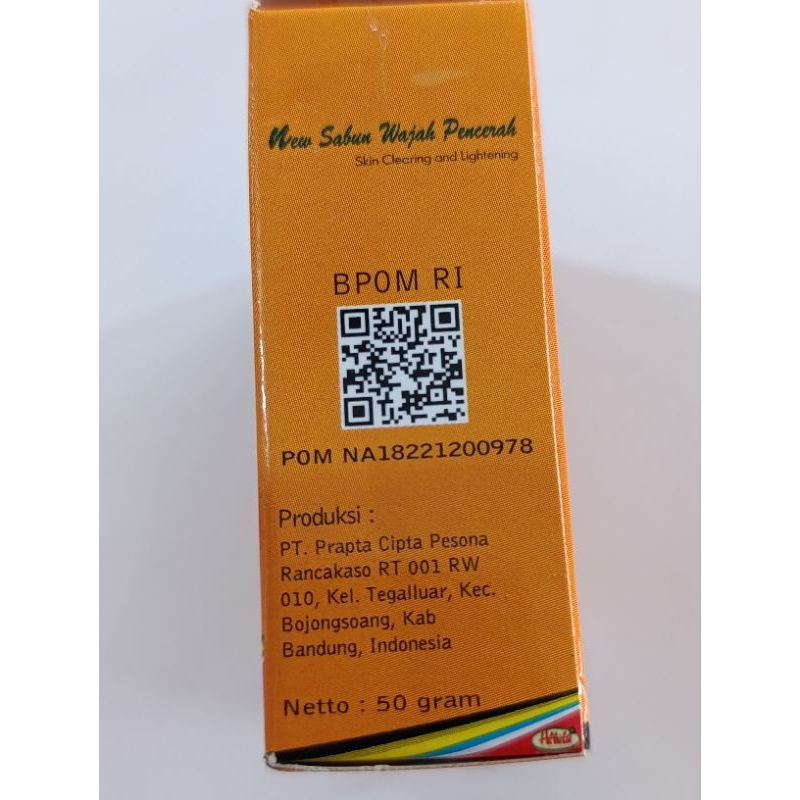 New Sabun Wajah Pencerah
Skin Clearing and Lightening
BPOM RI
POM NA18221200978
Produksi :
PT. Prapta Cipta Pesona
Rancakaso RT 001 RW
010, Kel. Tegalluar, Kec.
Bojongsoang, Kab
Bandung, Indonesia
Netto : 50 gram